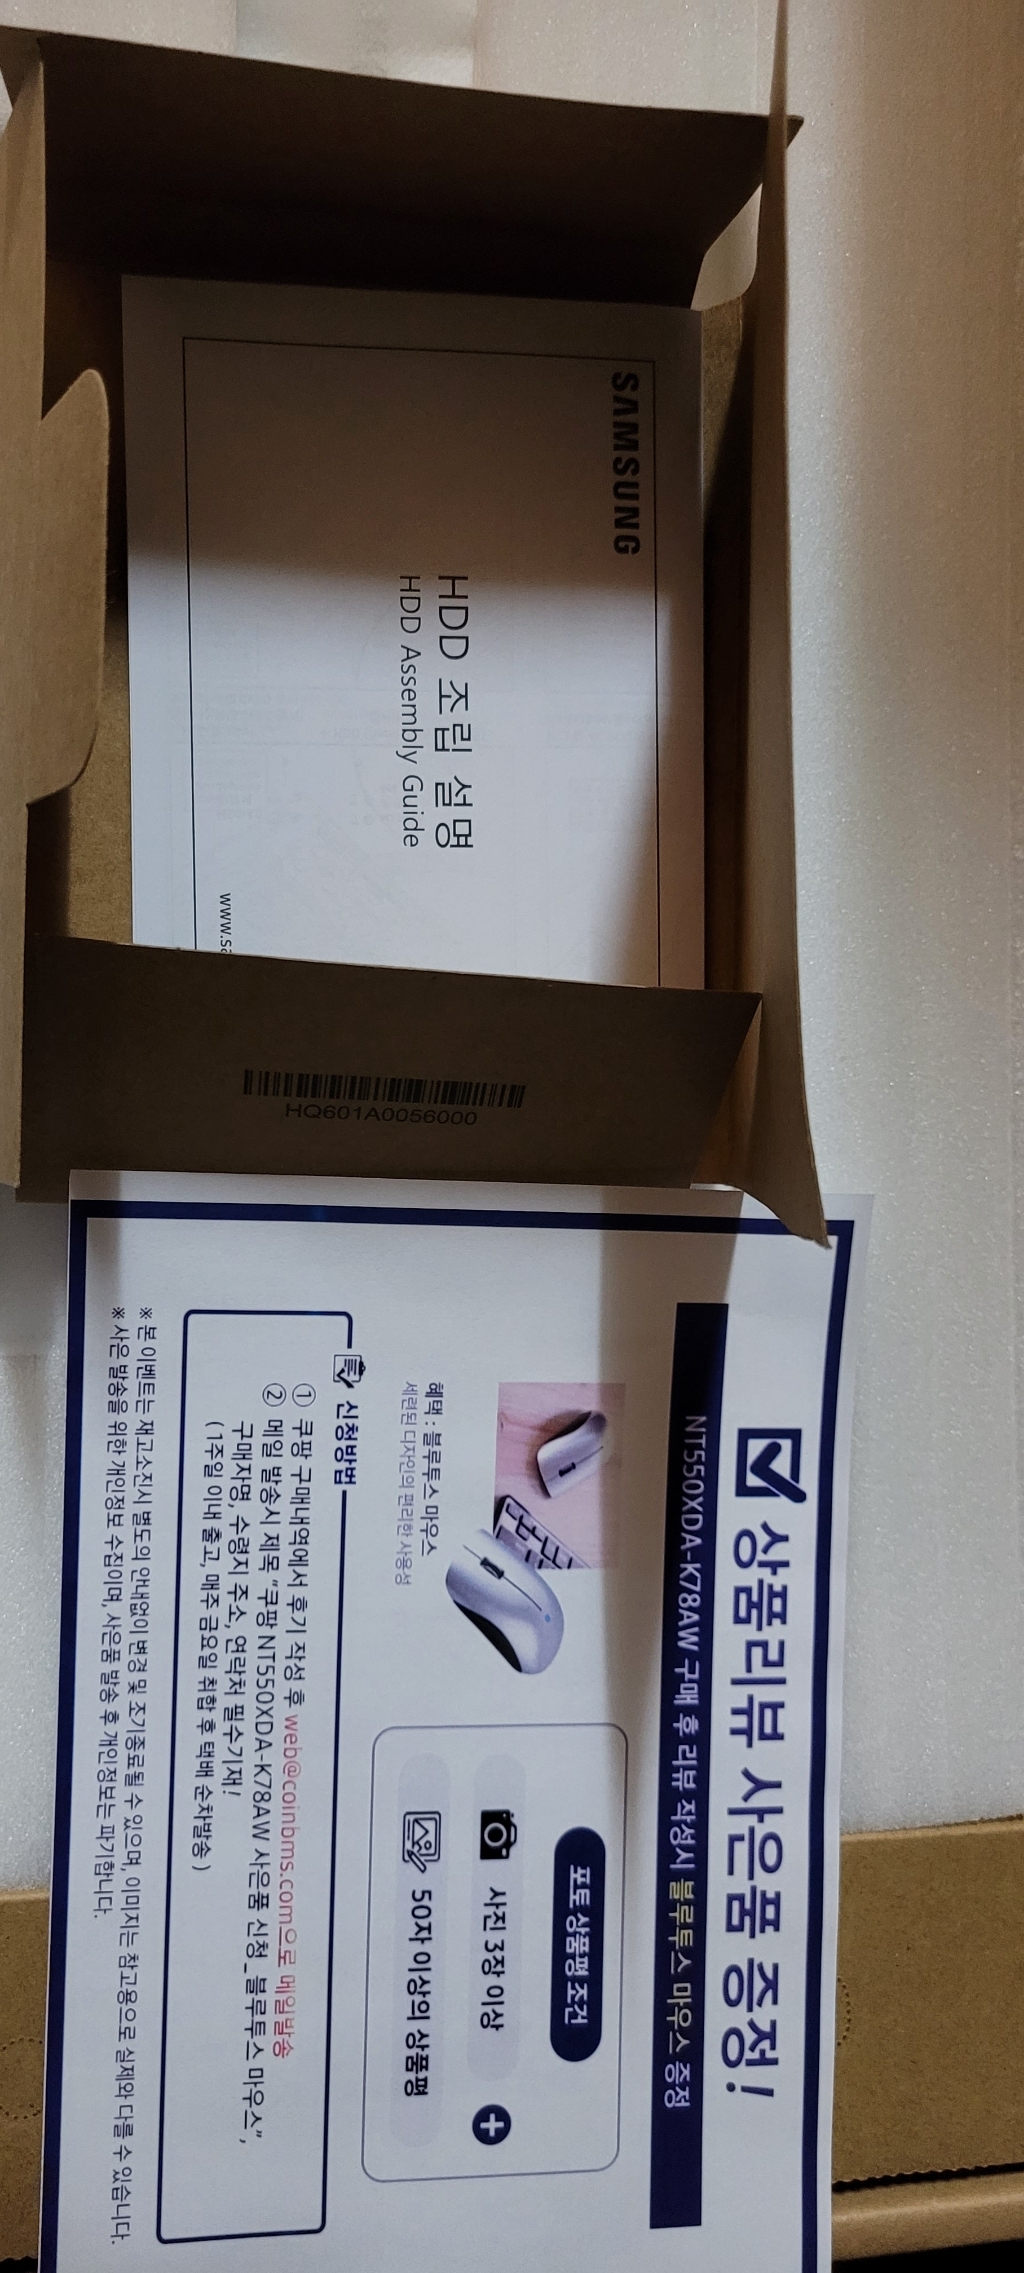 SAMSUNG
HDD 조립 설명
HDD Assembly Guide
www.sa
HQ601A0056000
상품리뷰 사은품 증정!
NT550XDA-K78AW 구매 후 리뷰 작성시 블루투스 마우스 증정
혜택 : 블루투스 마우스
세련된 디자인의 편리한 사용성
포토 상품평 조건
사진 3장 이상
+
50자 이상의 상품평
신청방법
① 쿠팡 구매내역에서 후기 작성 후 web@coinbms.com으로 메일발송
② 메일 발송시 제목 “쿠팡 NT550XDA-K78AW 사은품 신청_블루투스 마우스”,
구매자명, 수령지 주소, 연락처 필수기재!
( 1주일 이내 출고, 매주 금요일 취합 후 택배 순차발송 )
※ 본 이벤트는 재고소진시 별도의 안내없이 변경 및 조기종료될 수 있으며, 이미지는 참고용으로 실제와 다를 수 있습니다.
※ 사은 발송을 위한 개인정보 수집이며, 사은품 발송 후 개인정보는 파기합니다.